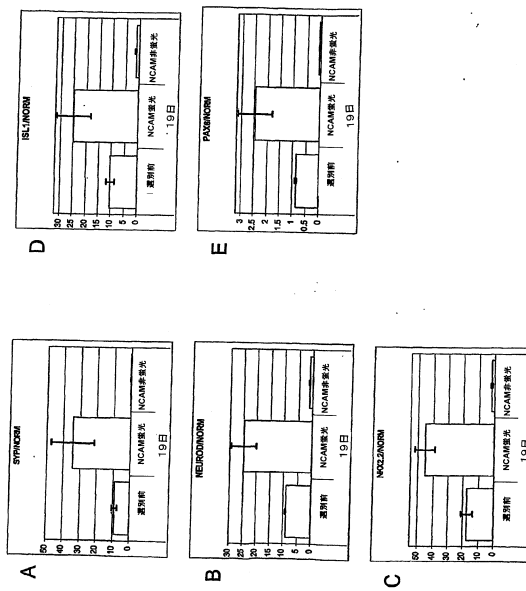 A
SYP/NORM
50
40
30
20
10
0
選別前
NCAM蛍光
NCAM非蛍光
19日
B
NEUROD/NORM
30
25
20
15
10
5
0
選別前
NCAM蛍光
NCAM非蛍光
19日
C
NKX2.2/NORM
50
40
30
20
10
0
選別前
NCAM蛍光
NCAM非蛍光
19日
D
ISL1/NORM
30
25
20
15
10
5
0
選別前
NCAM蛍光
NCAM非蛍光
19日
E
PAX6/NORM
3
2.5
2
1.5
1
0.5
0
選別前
NCAM蛍光
NCAM非蛍光
19日